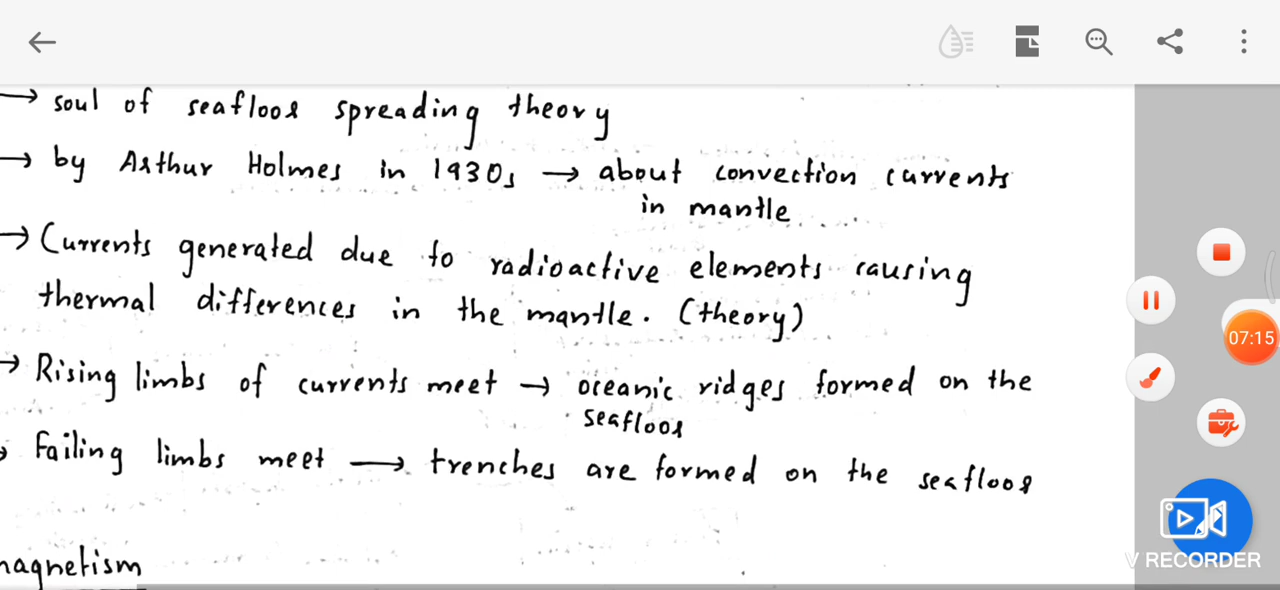 → soul of seafloor spreading theory
→ by Arthur Holmes in 1930s → about convection currents
in mantle
→ Currents generated due to radioactive elements causing
thermal differences in the mantle. (theory)
→ Rising limbs of currents meet → oceanic ridges formed on the
seafloor
→ Failing limbs meet → trenches are formed on the seafloor
magnetism
07:15
V RECORDER